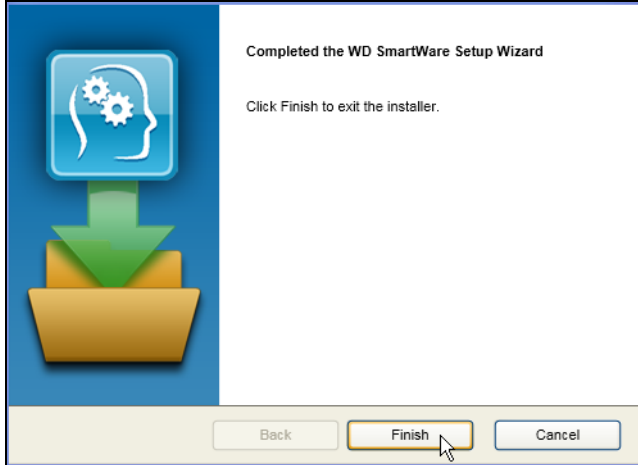 Completed the WD SmartWare Setup Wizard
Click Finish to exit the installer.
Back
Finish
Cancel